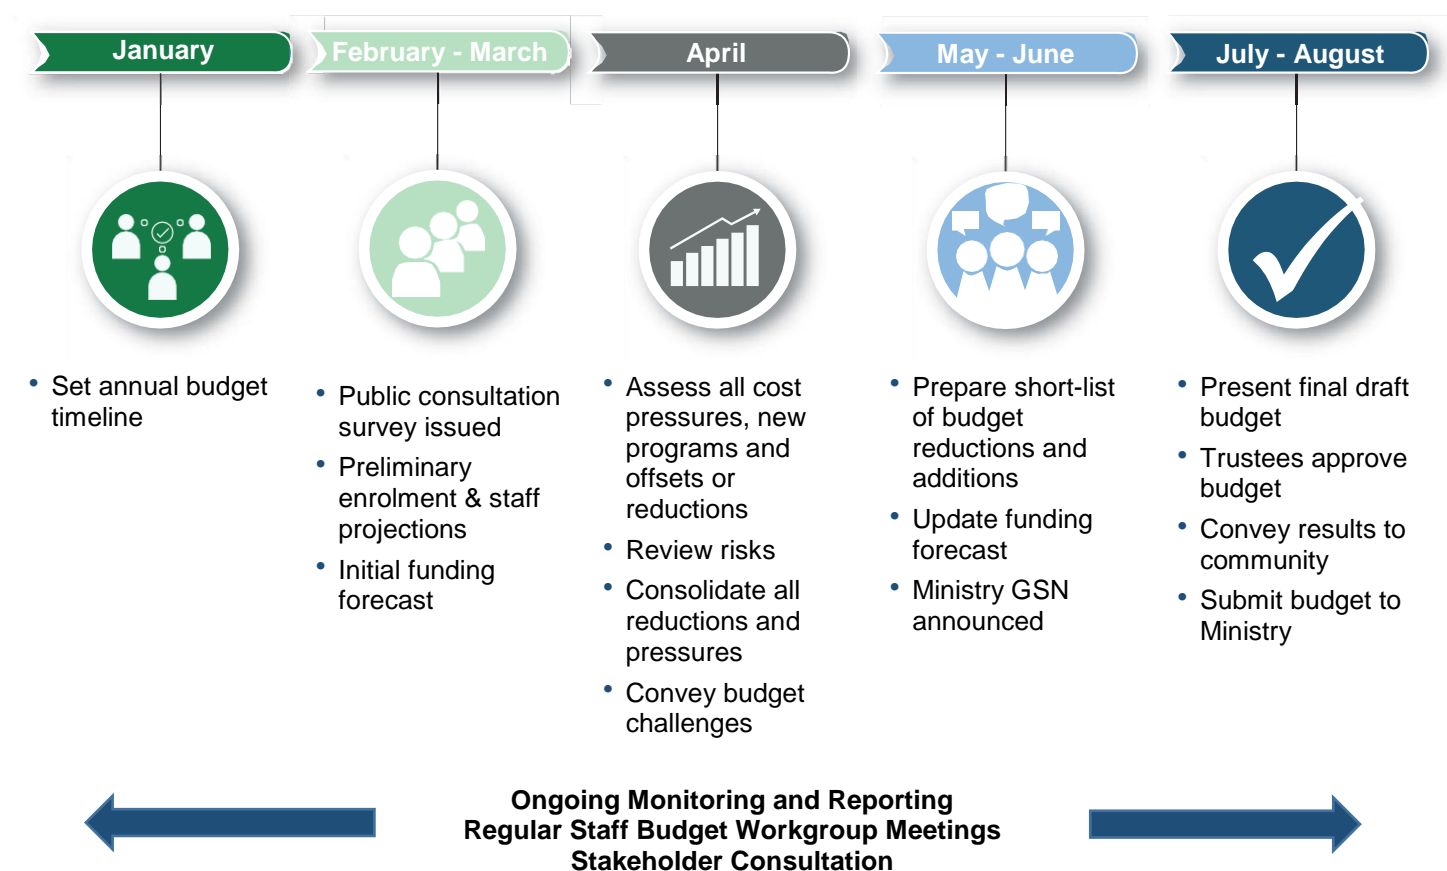 January
Set annual budget
timeline
February - March
Public consultation
survey issued
Preliminary
enrolment & staff
projections
Initial funding
forecast
April
Assess all cost
pressures, new
programs and
offsets or
reductions
Review risks
Consolidate all
reductions and
pressures
Convey budget
challenges
May - June
Prepare short-list
of budget
reductions and
additions
Update funding
forecast
Ministry GSN
announced
July - August
Present final draft
budget
Trustees approve
budget
Convey results to
community
Submit budget to
Ministry
Ongoing Monitoring and Reporting
Regular Staff Budget Workgroup Meetings
Stakeholder Consultation